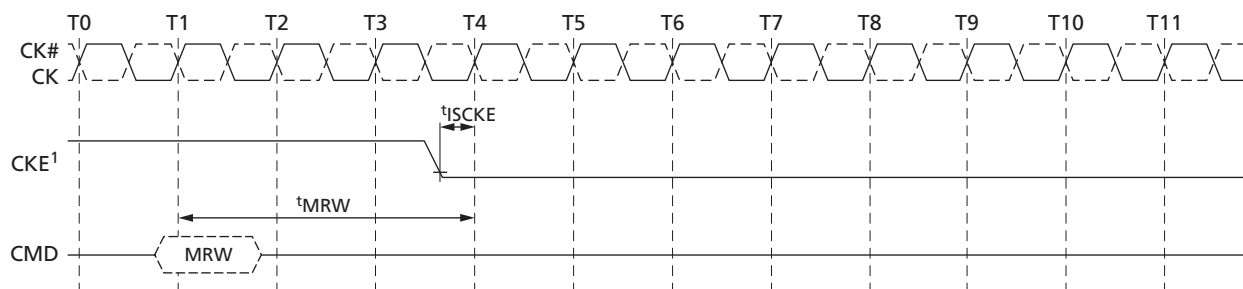 T0 T1 T2 T3 T4 T5 T6 T7 T8 T9 T10 T11
CK#
CK
tISCKE
CKE1
tMRW
CMD MRW